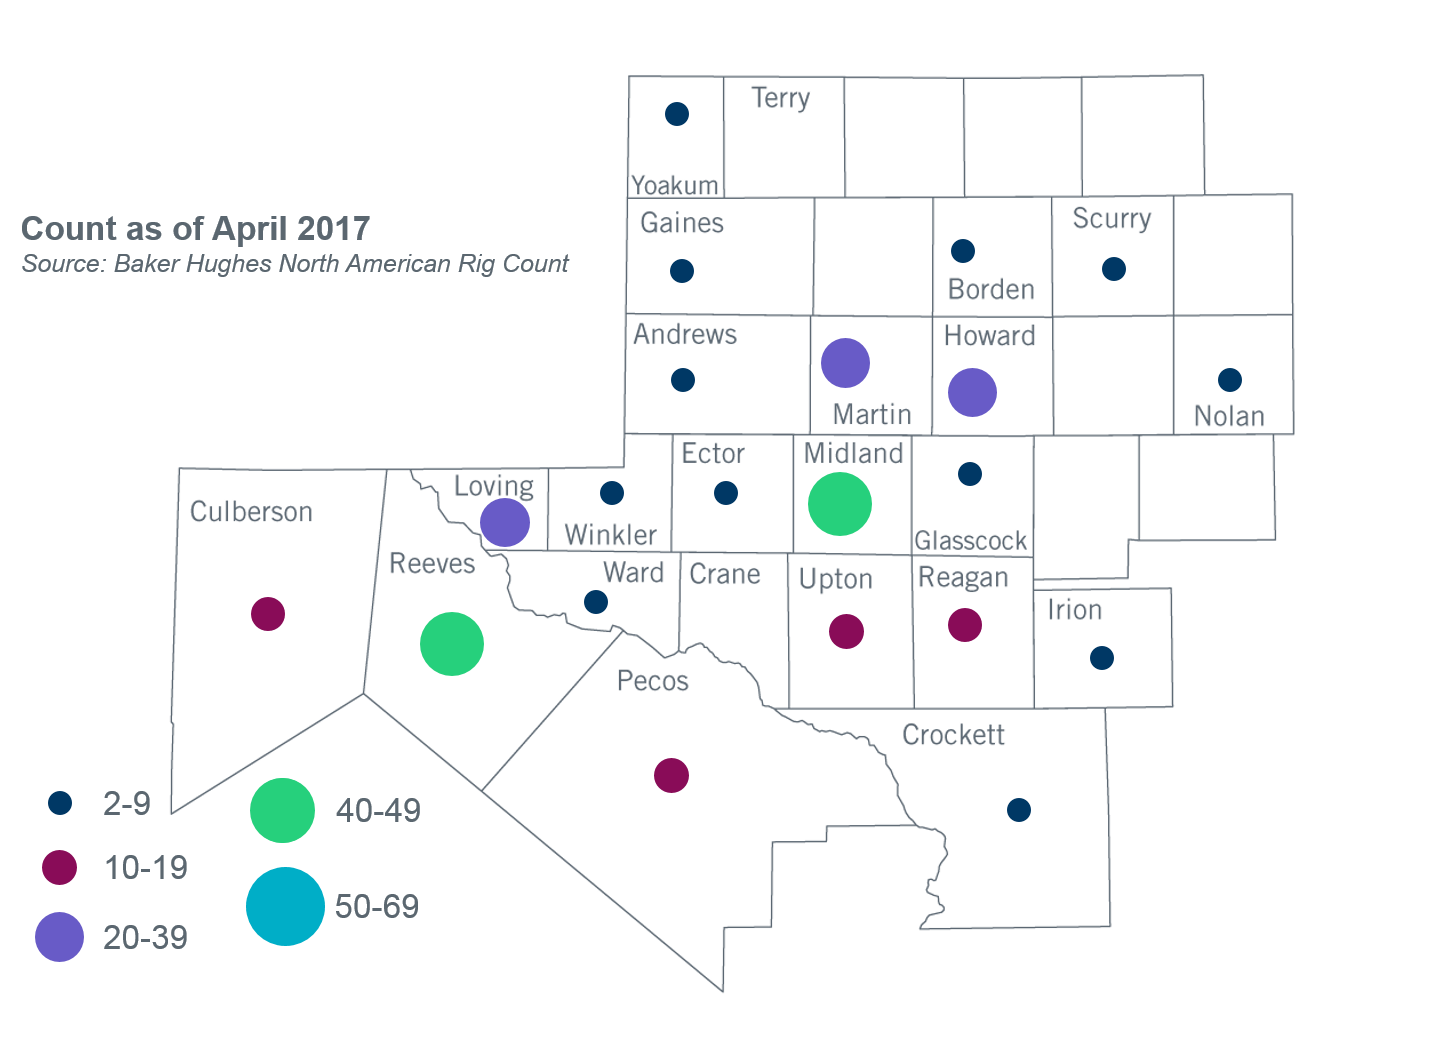 Terry
Yoakum
Count as of April 2017
Source: Baker Hughes North American Rig Count
Gaines
Scurry
Borden
Andrews
Howard
Martin
Nolan
Ector
Midland
Loving
Culberson
Winkler
Glasscock
Reeves
Ward
Crane
Upton
Reagan
Irion
Pecos
Crockett
2-9
40-49
10-19
50-69
20-39